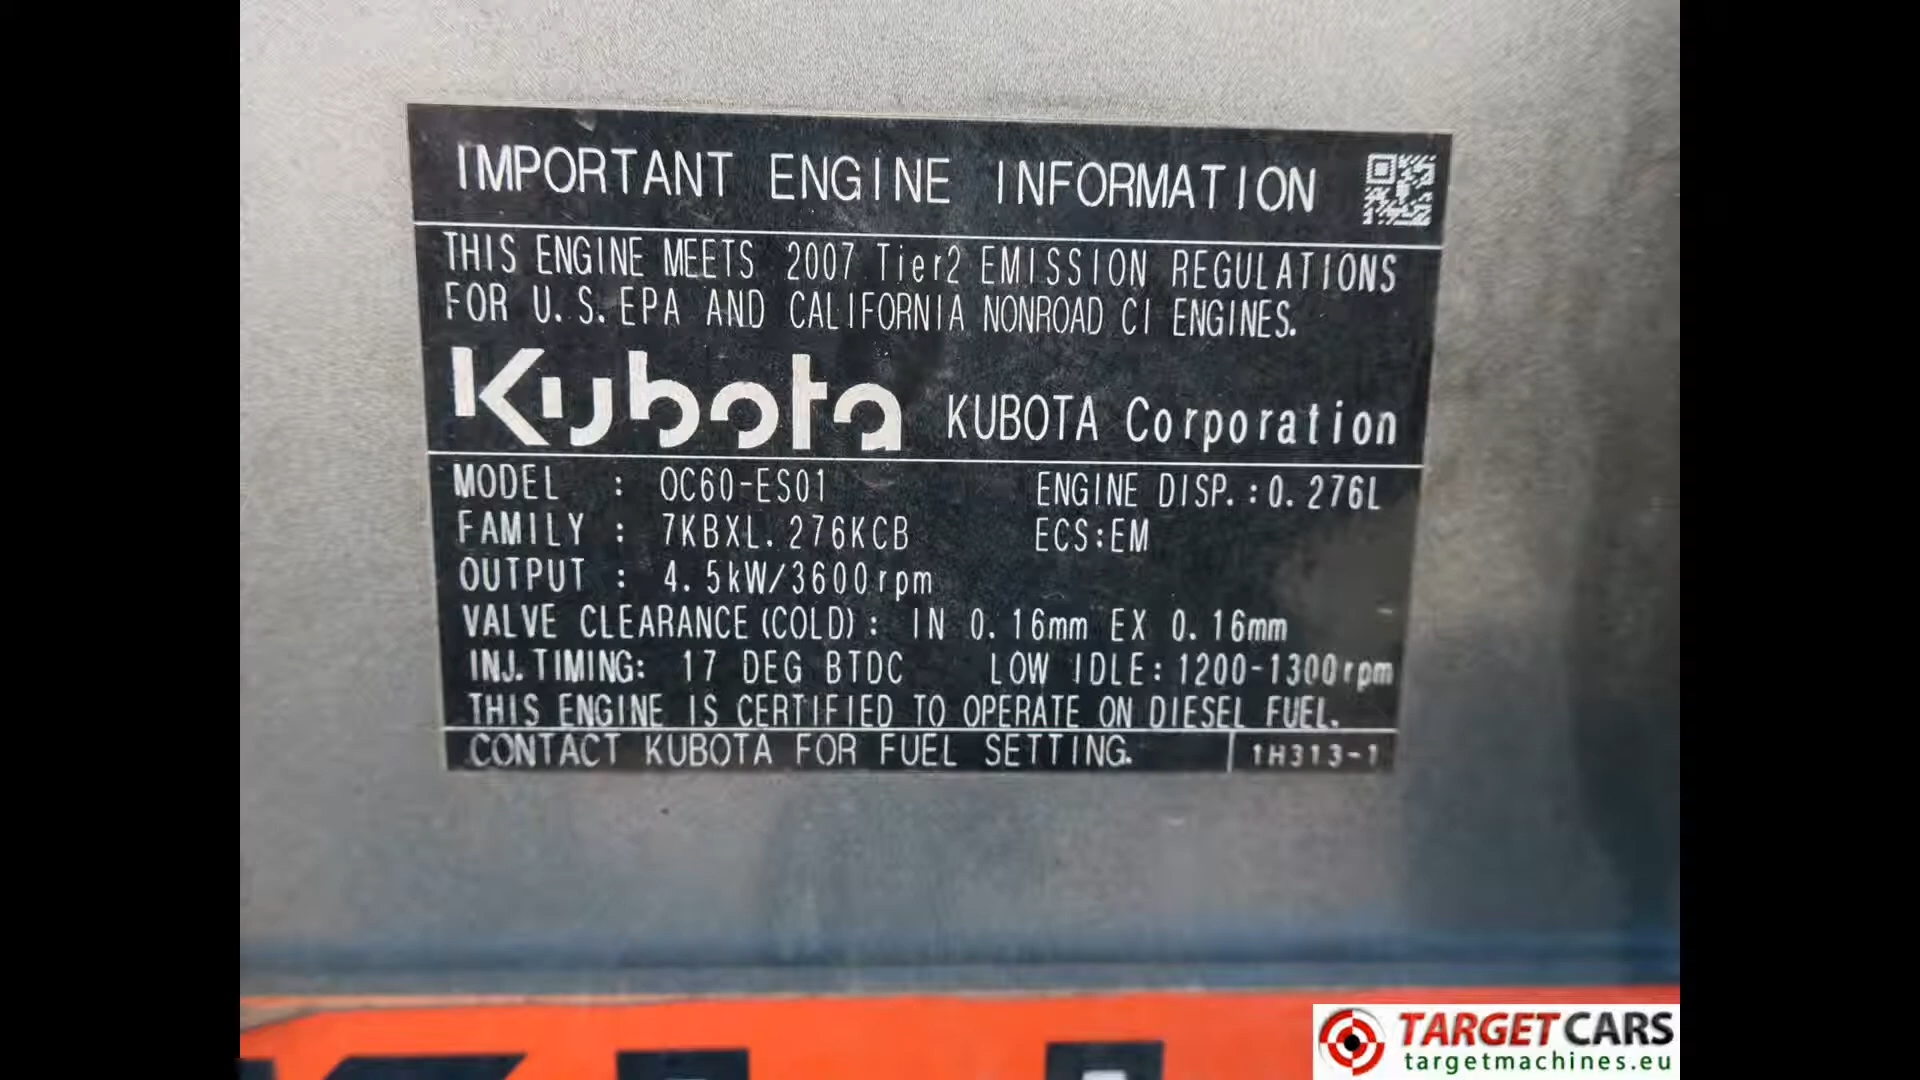 IMPORTANT ENGINE INFORMATION
THIS ENGINE MEETS 2007 Tier2 EMISSION REGULATIONS
FOR U.S.EPA AND CALIFORNIA NONROAD CI ENGINES.
Kubota KUBOTA Corporation
MODEL : OC60-ES01 ENGINE DISP.:0.276L
FAMILY : 7KBXL.276KCB ECS:EM
OUTPUT : 4.5kW/3600rpm
VALVE CLEARANCE(COLD): IN 0.16mm EX 0.16mm
INJ.TIMING: 17 DEG BTDC LOW IDLE:1200-1300rpm
THIS ENGINE IS CERTIFIED TO OPERATE ON DIESEL FUEL.
CONTACT KUBOTA FOR FUEL SETTING. 1H313-1
TARGET CARS
targetmachines.eu